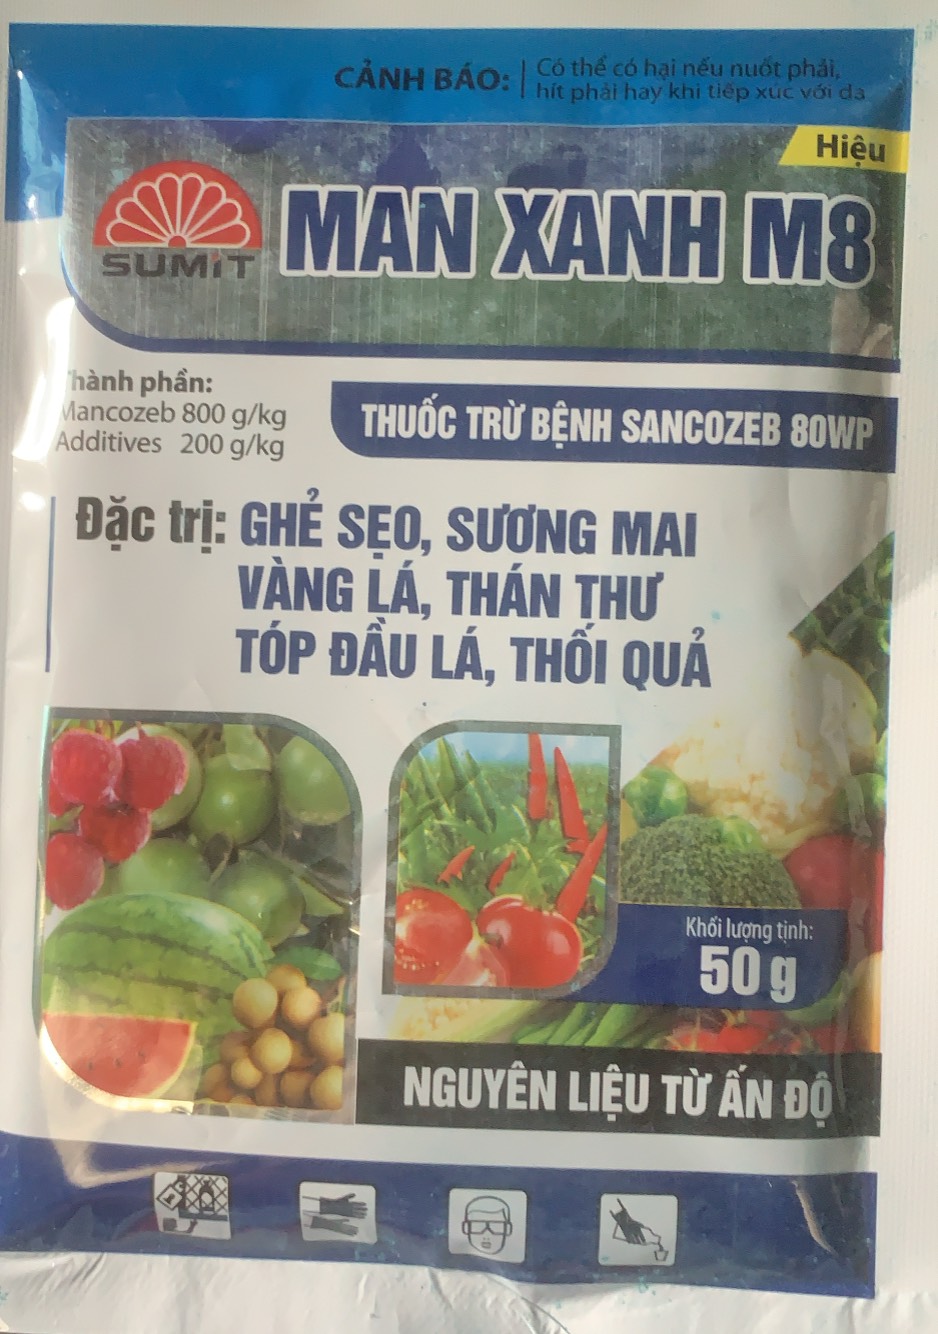 CẢNH BÁO: Có thể có hại nếu nuốt phải,
hít phải hay khi tiếp xúc với da
Hiệu
SUMiT
MAN XANH M8
Thành phần:
Mancozeb 800 g/kg
Additives 200 g/kg
THUỐC TRỪ BỆNH SANCOZEB 80WP
Đặc trị: GHẺ SẸO, SƯƠNG MAI
VÀNG LÁ, THÁN THƯ
TÓP ĐẦU LÁ, THỐI QUẢ
Khối lượng tịnh:
50 g
NGUYÊN LIỆU TỪ ẤN ĐỘ